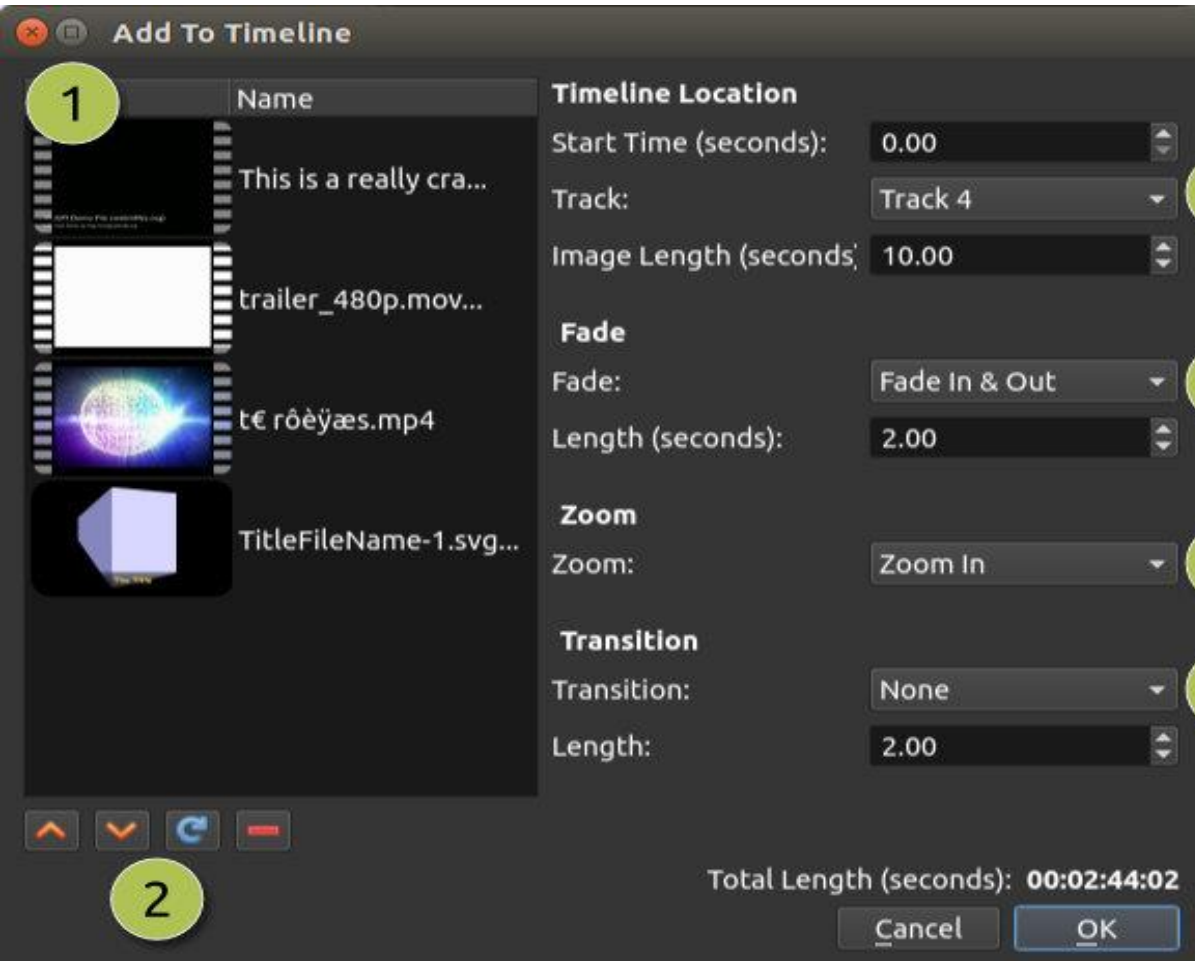 Add To Timeline
1
Name
This is a really cra...
trailer_480p.mov...
t€ rôèÿæs.mp4
TitleFileName-1.svg...
2
Timeline Location
Start Time (seconds): 0.00
Track: Track 4
Image Length (seconds) 10.00
Fade
Fade: Fade In & Out
Length (seconds): 2.00
Zoom
Zoom: Zoom In
Transition
Transition: None
Length: 2.00
Total Length (seconds): 00:02:44:02
Cancel OK